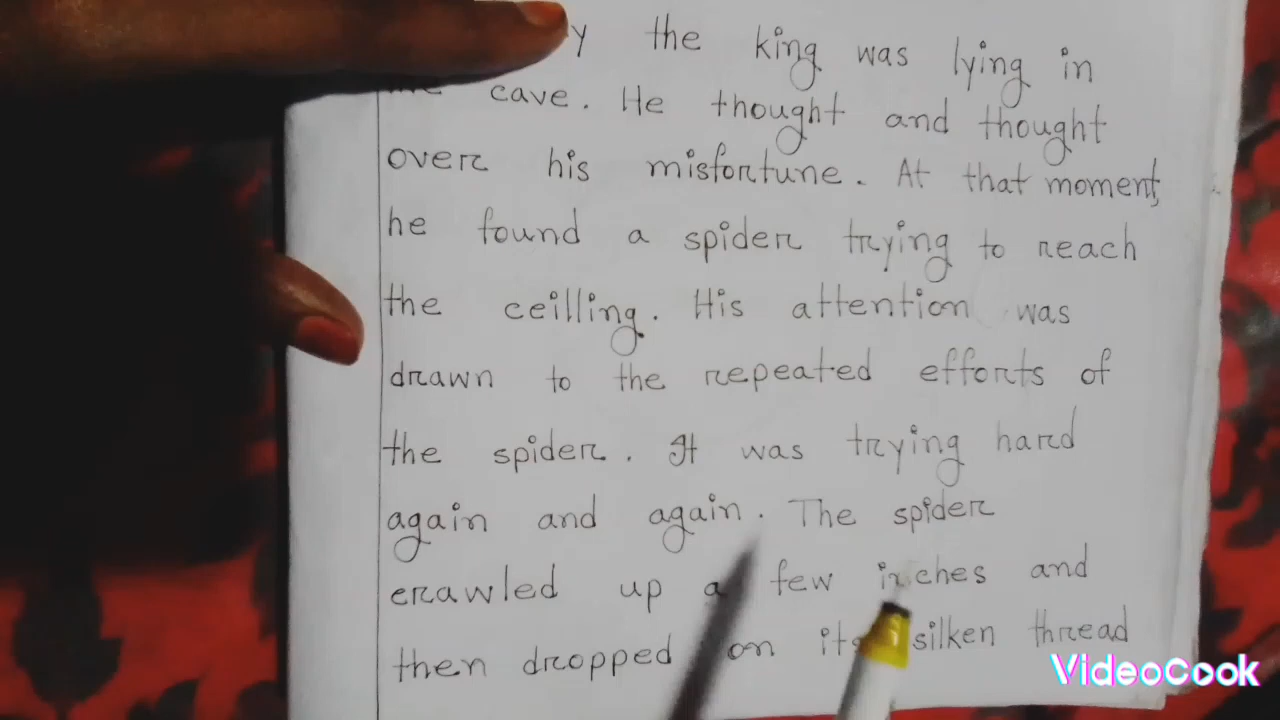 the king was lying in
cave. He thought and thought
over his misfortune. At that moment,
he found a spider trying to reach
the ceilling. His attention was
drawn to the repeated efforts of
the spider. It was trying hard
again and again. The spider
crawled up a few inches and
then dropped on its silken thread
VideoCook